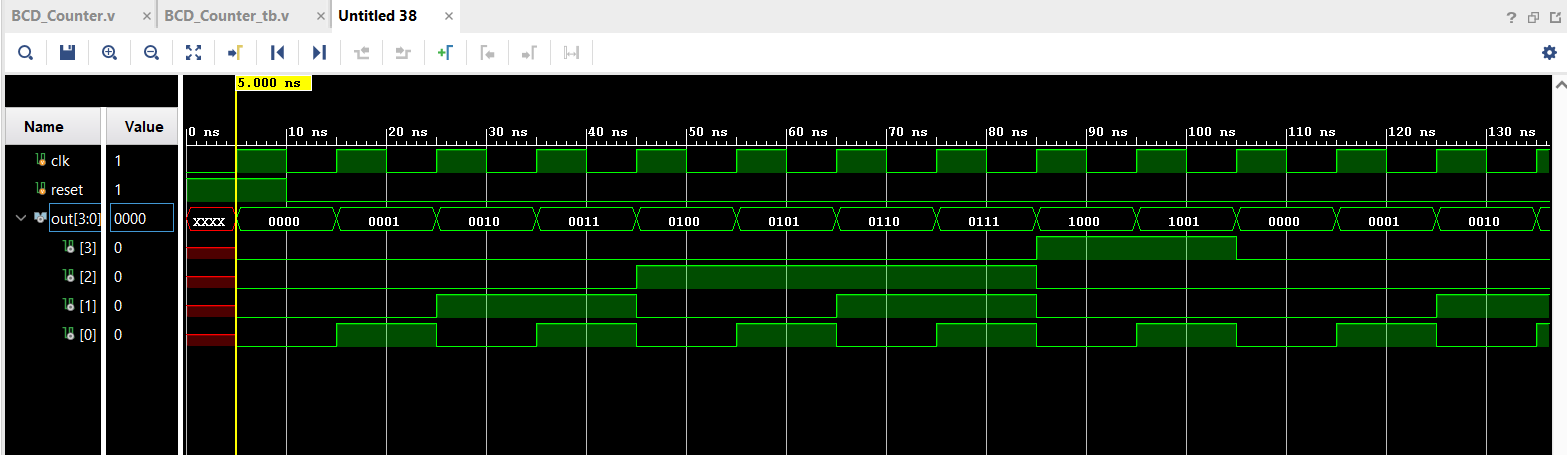 BCD_Counter.v × BCD_Counter_tb.v × Untitled 38 ×
5.000 ns
Name Value 0 ns 10 ns 20 ns 30 ns 40 ns 50 ns 60 ns 70 ns 80 ns 90 ns 100 ns 110 ns 120 ns 130 ns
clk 1
reset 1
out[3:0] 0000 XXXX 0000 0001 0010 0011 0100 0101 0110 0111 1000 1001 0000 0001 0010
[3] 0
[2] 0
[1] 0
[0] 0